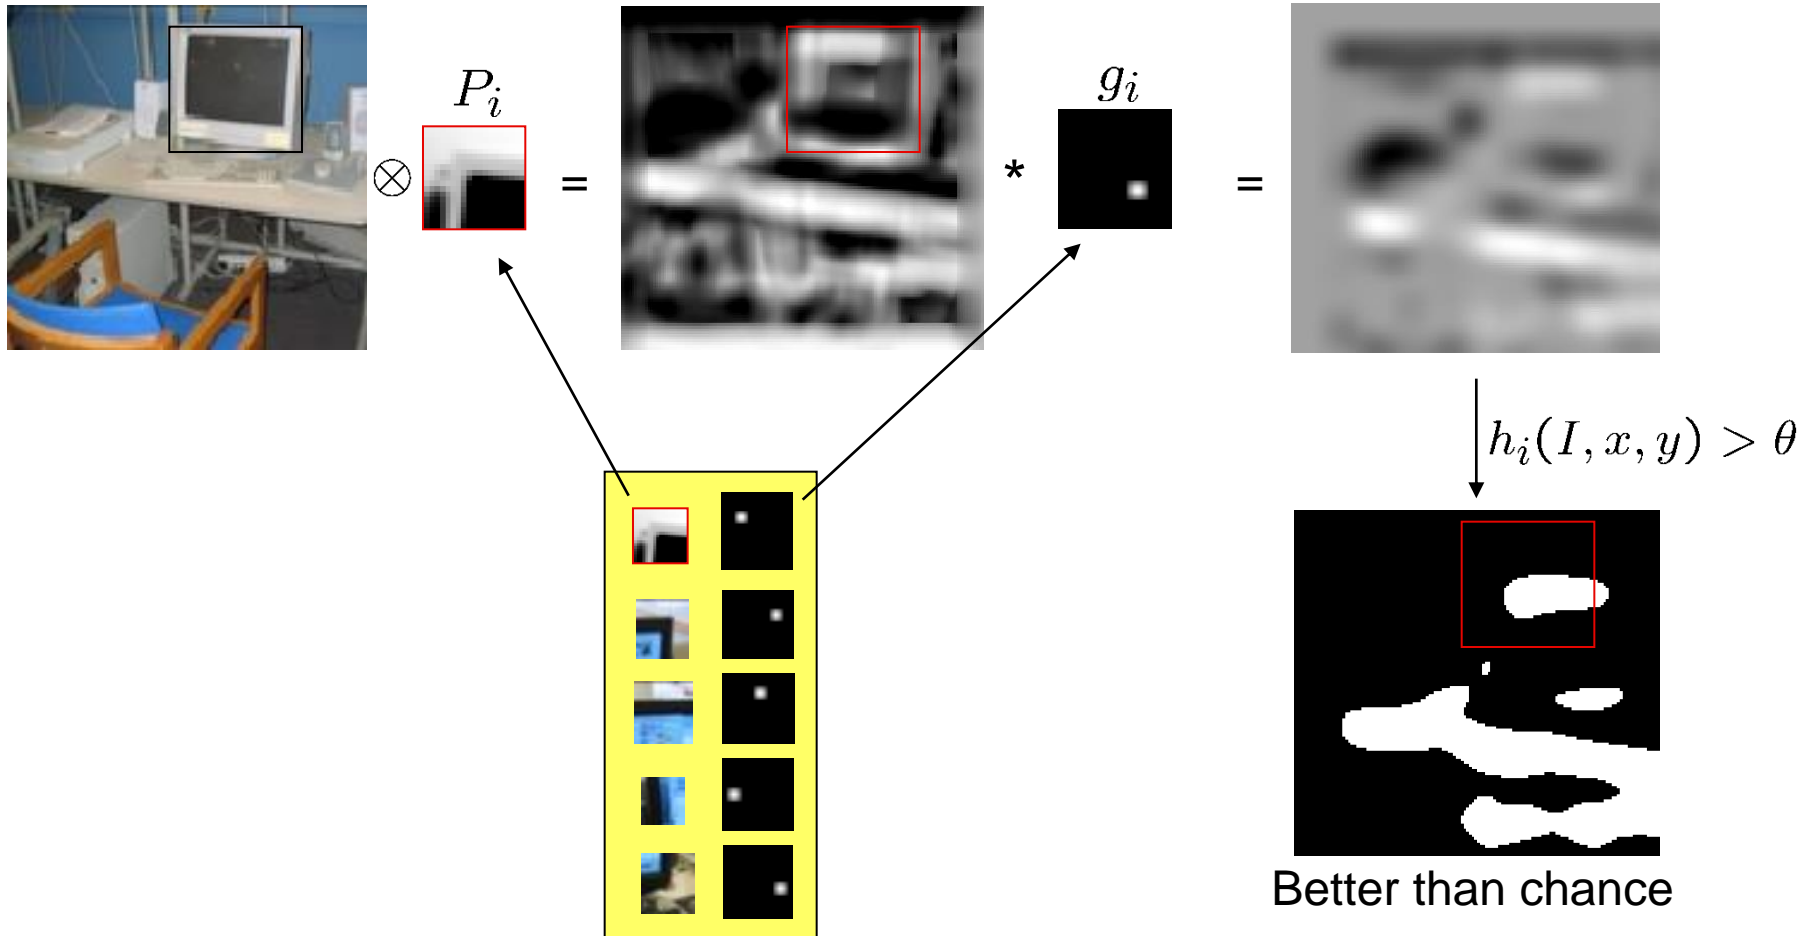 ⊗ P_i = * g_i =
h_i(I, x, y) > θ
Better than chance